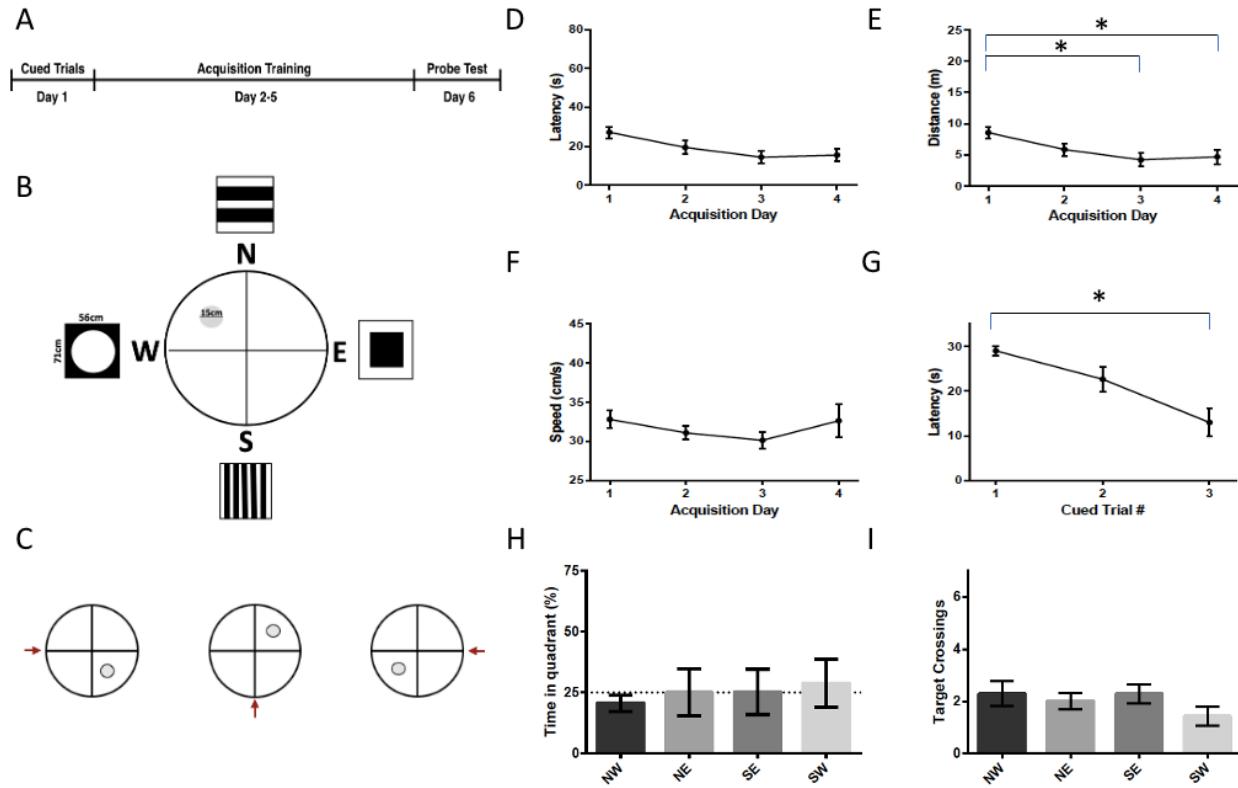 A
Cued Trials Acquisition Training Probe Test
Day 1 Day 2-5 Day 6
B
N
56cm
71cm
15cm
W
E
S
C
D
80
60
40
20
0
Latency (s)
1 2 3 4
Acquisition Day
E
* 
*
25
20
15
10
5
0
Distance (m)
1 2 3 4
Acquisition Day
F
45
40
35
30
25
Speed (cm/s)
1 2 3 4
Acquisition Day
G
*
30
20
10
0
Latency (s)
1 2 3
Cued Trial #
H
75
50
25
0
Time in quadrant (%)
NW NE SE SW
I
6
4
2
0
Target Crossings
NW NE SE SW